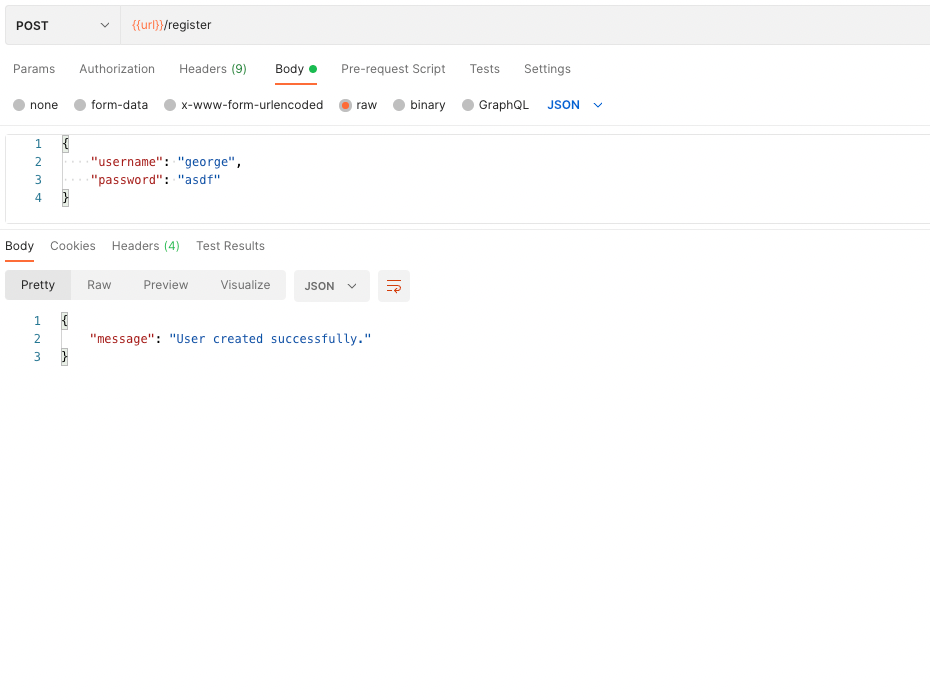 POST {{url}}/register
Params Authorization Headers (9) Body Pre-request Script Tests Settings
none form-data x-www-form-urlencoded raw binary GraphQL JSON
1 {
2 "username": "george",
3 "password": "asdf"
4 }
Body Cookies Headers (4) Test Results
Pretty Raw Preview Visualize JSON
1 {
2 "message": "User created successfully."
3 }